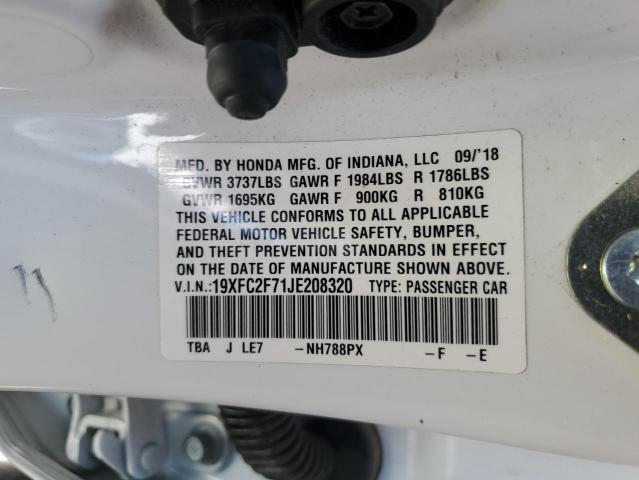 MFD. BY HONDA MFG. OF INDIANA, LLC 09/'18
GVWR 3737LBS GAWR F 1984LBS R 1786LBS
GVWR 1695KG GAWR F 900KG R 810KG
THIS VEHICLE CONFORMS TO ALL APPLICABLE
FEDERAL MOTOR VEHICLE SAFETY, BUMPER,
AND THEFT PREVENTION STANDARDS IN EFFECT
ON THE DATE OF MANUFACTURE SHOWN ABOVE.
V.I.N.:19XFC2F71JE208320 TYPE: PASSENGER CAR
TBA J LE7 -NH788PX -F -E
11